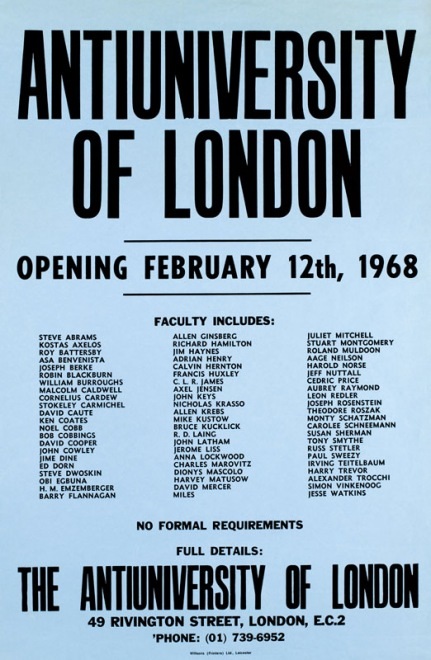 ANTIUNIVERSITY
OF LONDON
OPENING FEBRUARY 12th, 1968
FACULTY INCLUDES:
STEVE ABRAMS
KOSTAS AXELOS
ROY BATTERSBY
ASA BENVENISTA
JOSEPH BERKE
ROBIN BLACKBURN
WILLIAM BURROUGHS
MALCOLM CALDWELL
CORNELIUS CARDEW
STOKELEY CARMICHEL
DAVID CAUTE
KEN COATES
NOEL COBB
BOB COBBINGS
DAVID COOPER
JOHN COWLEY
JIME DINE
ED DORN
STEVE DWOSKIN
OBI EGBUNA
H. M. EMZEMBERGER
BARRY FLANNAGAN
ALLEN GINSBERG
RICHARD HAMILTON
JIM HAYNES
ADRIAN HENRY
CALVIN HERNTON
FRANCIS HUXLEY
C. L. R. JAMES
AXEL JENSEN
JOHN KEYS
NICHOLAS KRASSO
ALLEN KREBS
MIKE KUSTOW
BRUCE KUCKLICK
R. D. LAING
JOHN LATHAM
JEROME LISS
ANNA LOCKWOOD
CHARLES MAROVITZ
DIONYS MASCOLO
HARVEY MATUSOW
DAVID MERCER
MILES
JULIET MITCHELL
STUART MONTGOMERY
ROLAND MULDOON
AAGE NEILSON
HAROLD NORSE
JEFF NUTTALL
CEDRIC PRICE
AUBREY RAYMOND
LEON REDLER
JOSEPH ROSENSTEIN
THEODORE ROSZAK
MONTY SCHATZMAN
CAROLEE SCHNEEMANN
SUSAN SHERMAN
TONY SMYTHE
RUSS STETLER
PAUL SWEEZY
IRVING TEITELBAUM
HARRY TREVOR
ALEXANDER TROCCHI
SIMON VINKENOOG
JESSE WATKINS
NO FORMAL REQUIREMENTS
FULL DETAILS:
THE ANTIUNIVERSITY OF LONDON
49 RIVINGTON STREET, LONDON, E.C.2
'PHONE: (01) 739-6952